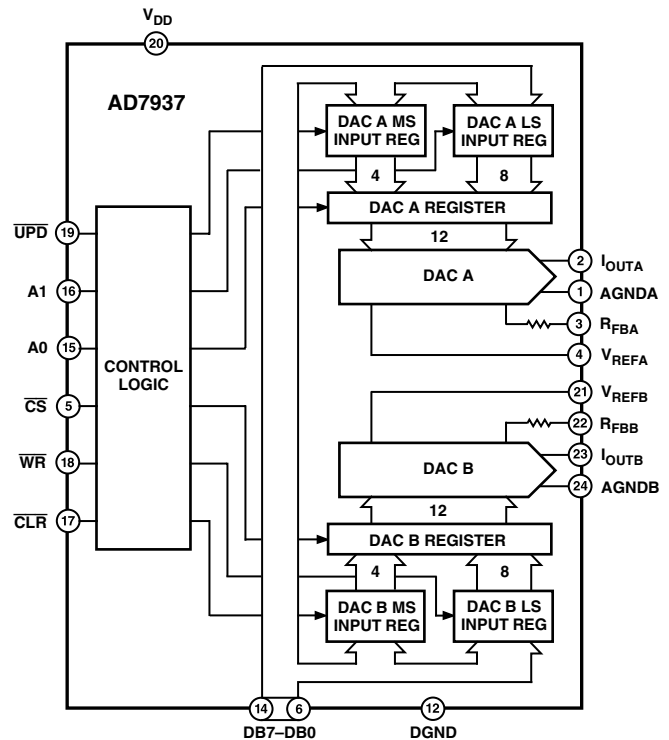 VDD
20
AD7937
DAC A MS
INPUT REG
DAC A LS
INPUT REG
4
8
DAC A REGISTER
12
DAC A
2
IOUTA
1
AGNDA
3
RFBA
4
VREFA
UPD
19
A1
16
A0
15
CS
5
WR
18
CLR
17
CONTROL
LOGIC
21
VREFB
22
RFBB
23
IOUTB
24
AGNDB
DAC B
12
DAC B REGISTER
4
8
DAC B MS
INPUT REG
DAC B LS
INPUT REG
14
6
DB7–DB0
12
DGND